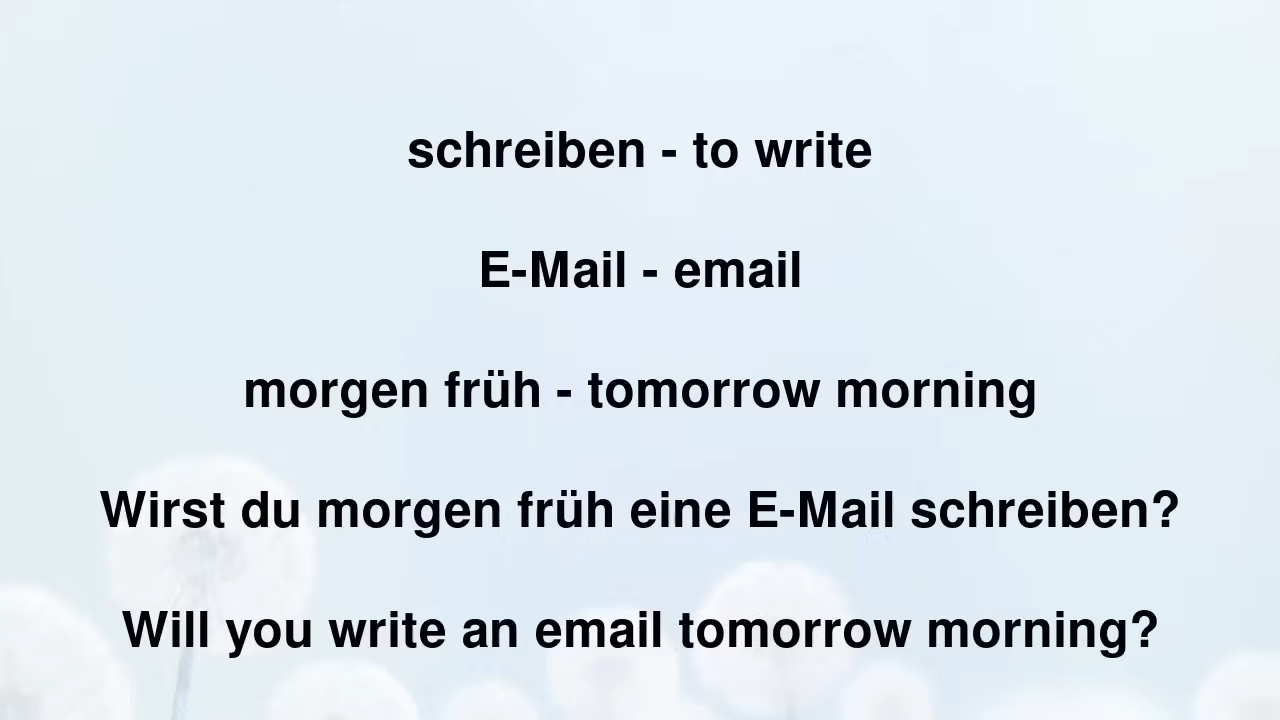 schreiben - to write
E-Mail - email
morgen früh - tomorrow morning
Wirst du morgen früh eine E-Mail schreiben?
Will you write an email tomorrow morning?